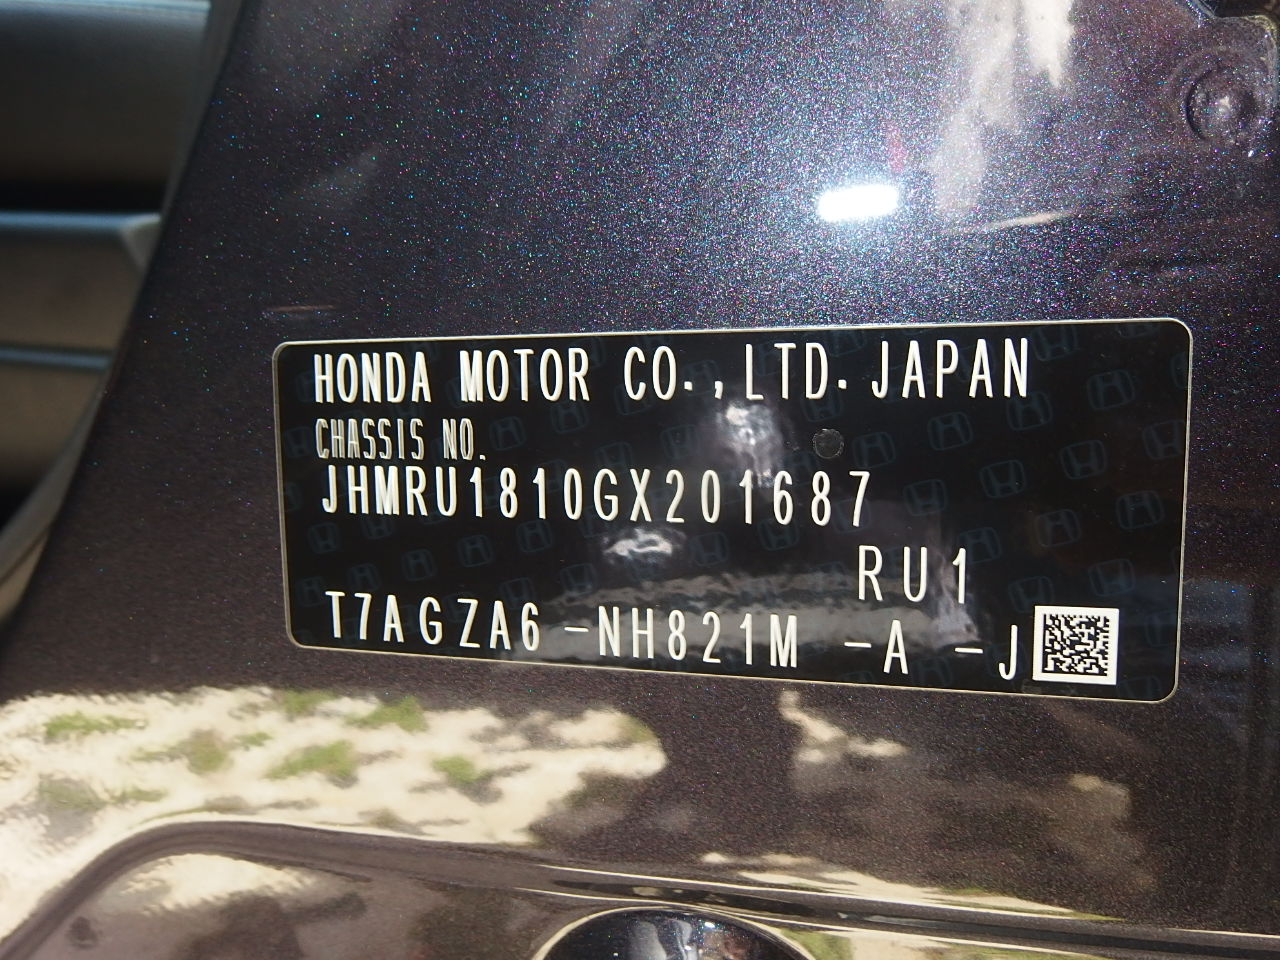 HONDA MOTOR CO.,LTD.JAPAN
CHASSIS NO.
JHMRU1810GX201687
RU1
T7AGZA6 -NH821M -A -J